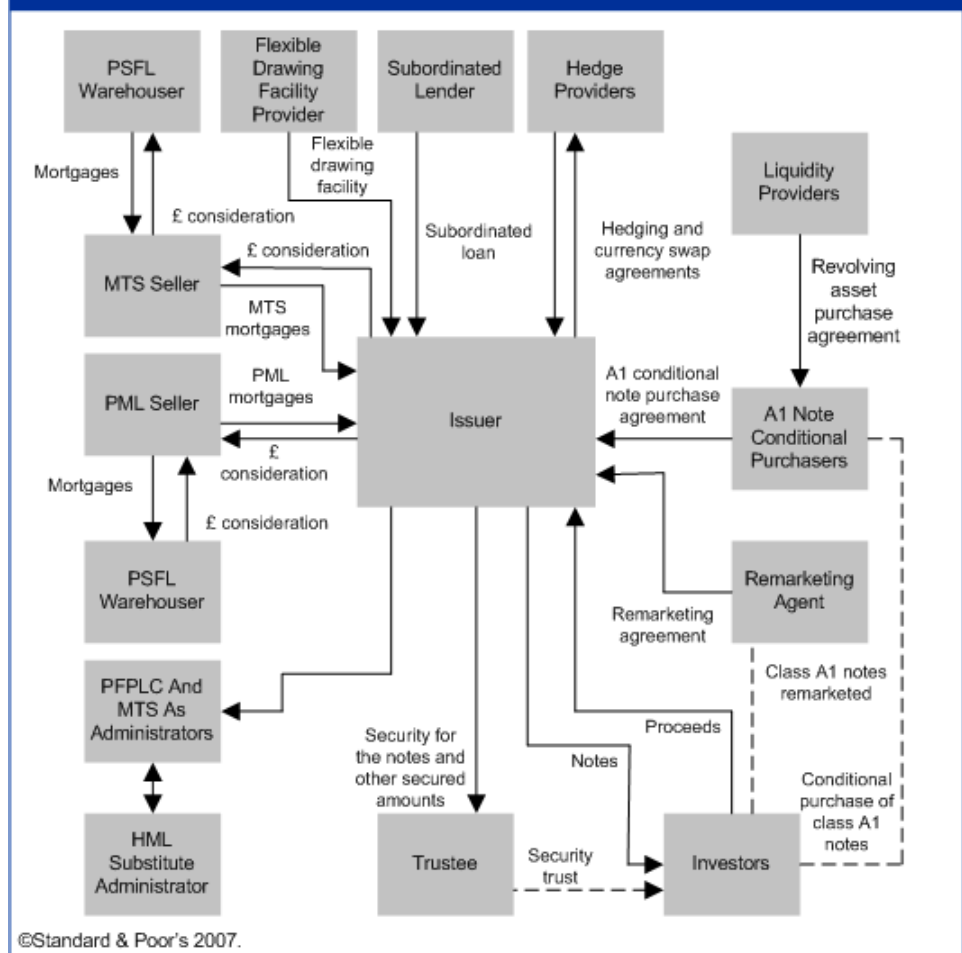 PSFL
Warehouser
Flexible
Drawing
Facility
Provider
Subordinated
Lender
Hedge
Providers
Mortgages
£ consideration
Flexible
drawing
facility
Subordinated
loan
Hedging and
currency swap
agreements
Liquidity
Providers
Revolving
asset
purchase
agreement
MTS Seller
£ consideration
MTS
mortgages
PML Seller
PML
mortgages
£
consideration
Issuer
A1 conditional
note purchase
agreement
A1 Note
Conditional
Purchasers
Mortgages
£ consideration
PSFL
Warehouser
Remarketing
Agent
Remarketing
agreement
Class A1 notes
remarketed
PFPLC And
MTS As
Administrators
Security for
the notes and
other secured
amounts
Notes
Proceeds
Conditional
purchase of
class A1
notes
HML
Substitute
Administrator
Trustee
Security
trust
Investors
©Standard & Poor's 2007.